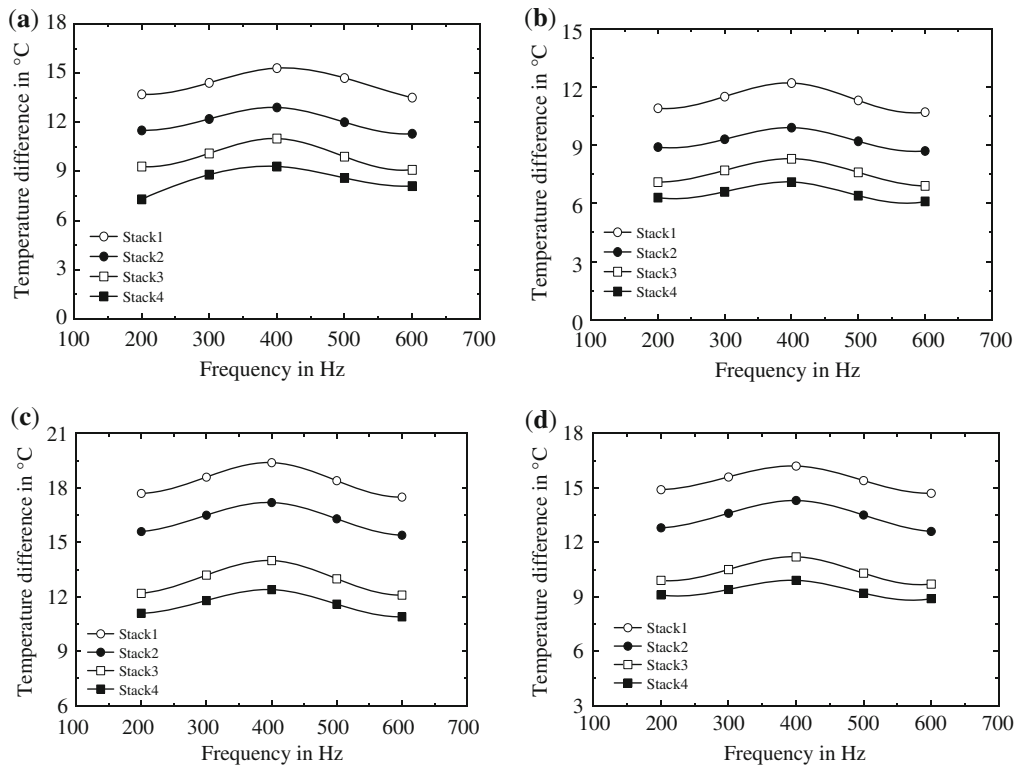 (a)
18
15
12
9
6
3
0
Temperature difference in °C
Stack1
Stack2
Stack3
Stack4
100 200 300 400 500 600 700
Frequency in Hz
(b)
15
12
9
6
3
0
Temperature difference in °C
Stack1
Stack2
Stack3
Stack4
100 200 300 400 500 600 700
Frequency in Hz
(c)
21
18
15
12
9
6
Temperature difference in °C
Stack1
Stack2
Stack3
Stack4
100 200 300 400 500 600 700
Frequency in Hz
(d)
18
15
12
9
6
3
Temperature difference in °C
Stack1
Stack2
Stack3
Stack4
100 200 300 400 500 600 700
Frequency in Hz